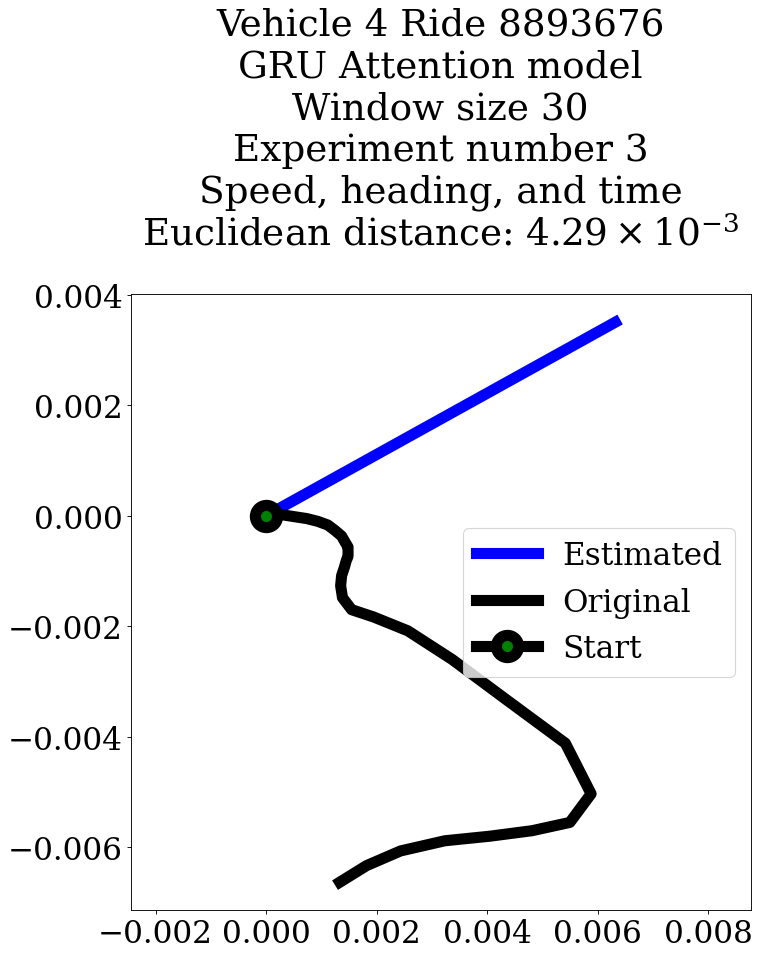 Vehicle 4 Ride 8893676
GRU Attention model
Window size 30
Experiment number 3
Speed, heading, and time
Euclidean distance: 4.29 × 10⁻³
0.004
0.002
0.000
−0.002
−0.004
−0.006
Estimated
Original
Start
−0.002 0.000 0.002 0.004 0.006 0.008